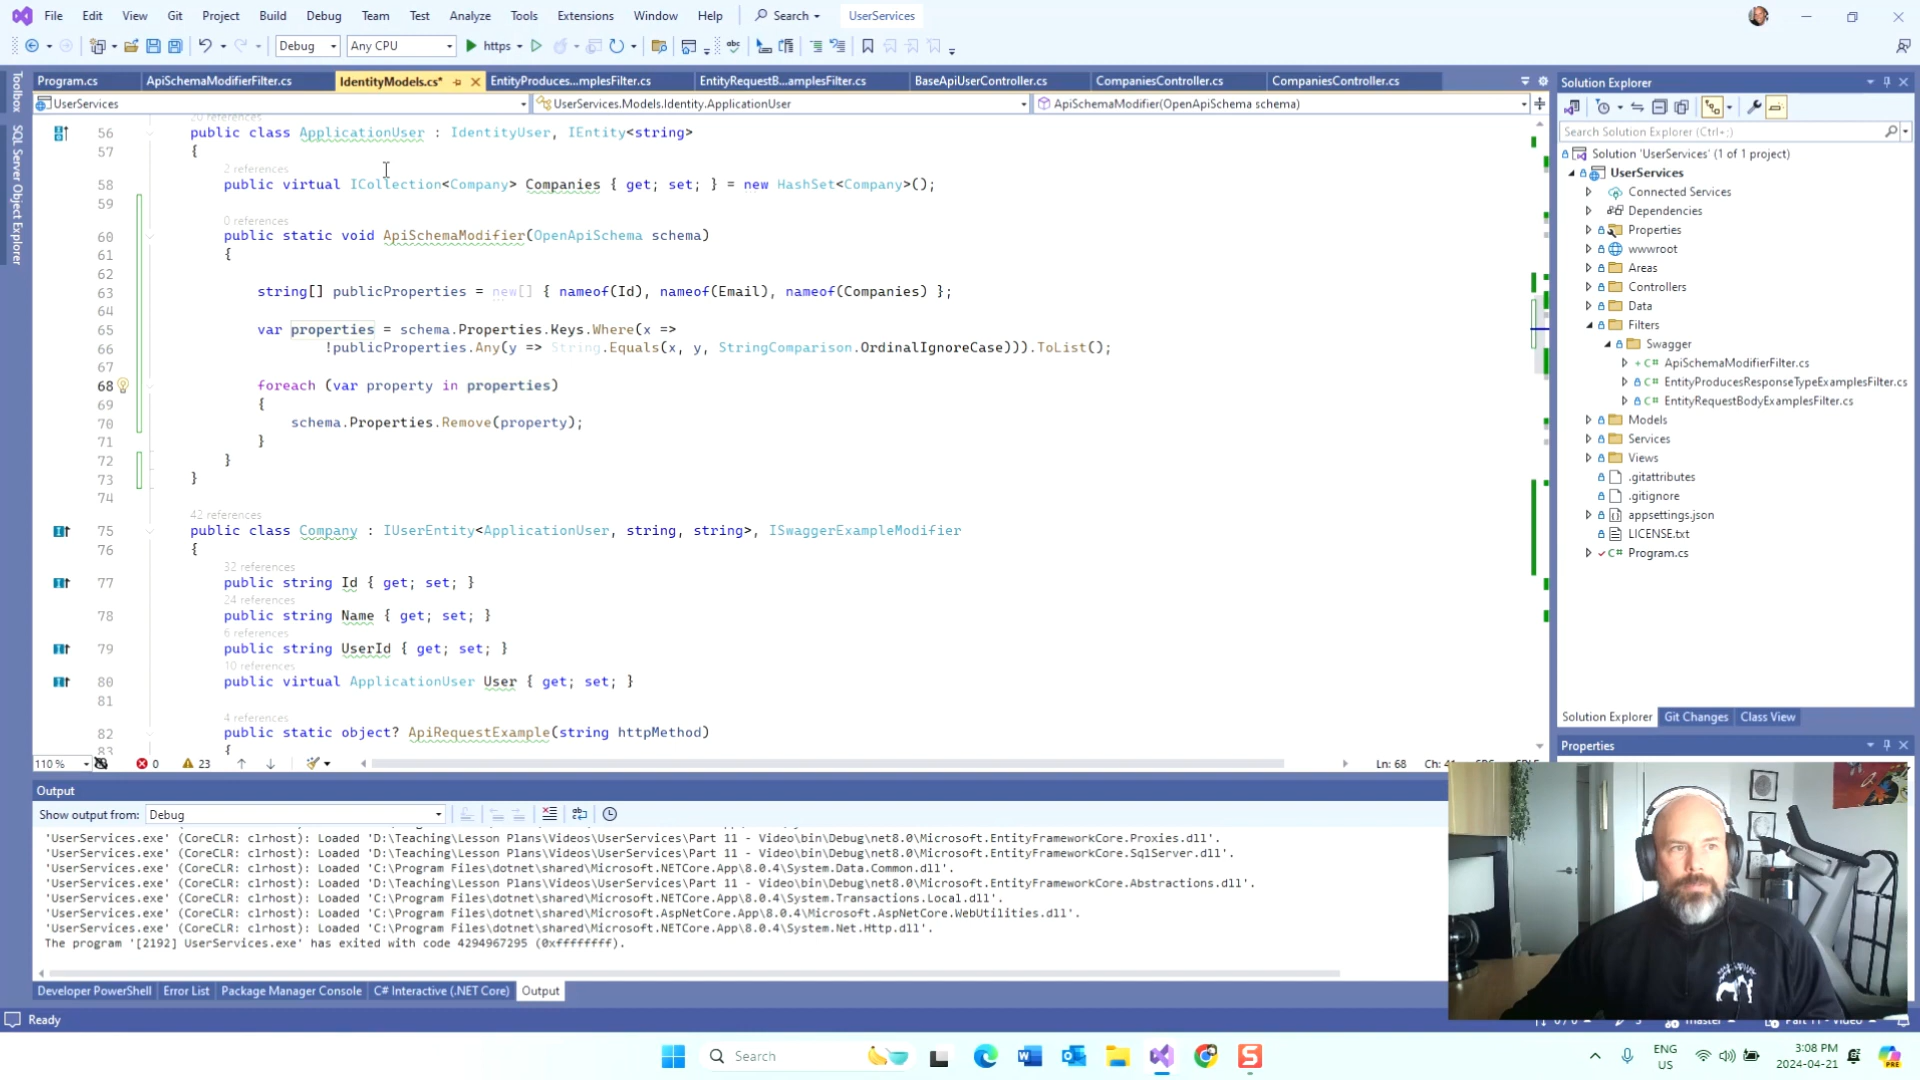 File Edit View Git Project Build Debug Team Test Analyze Tools Extensions Window Help Search UserServices
Debug Any CPU https
Program.cs ApiSchemaModifierFilter.cs IdentityModels.cs* EntityProduces...mplesFilter.cs EntityRequestB...amplesFilter.cs BaseApiUserController.cs CompaniesController.cs CompaniesController.cs
UserServices UserServices.Models.Identity.ApplicationUser ApiSchemaModifier(OpenApiSchema schema)
Toolbox
SQL Server Object Explorer
20 references
56 public class ApplicationUser : IdentityUser, IEntity<string>
57 {
2 references
58 public virtual ICollection<Company> Companies { get; set; } = new HashSet<Company>();
59
0 references
60 public static void ApiSchemaModifier(OpenApiSchema schema)
61 {
62
63 string[] publicProperties = new[] { nameof(Id), nameof(Email), nameof(Companies) };
64
65 var properties = schema.Properties.Keys.Where(x =>
66 !publicProperties.Any(y => String.Equals(x, y, StringComparison.OrdinalIgnoreCase))).ToList();
67
68 foreach (var property in properties)
69 {
70 schema.Properties.Remove(property);
71 }
72 }
73 }
74
42 references
75 public class Company : IUserEntity<ApplicationUser, string, string>, ISwaggerExampleModifier
76 {
32 references
77 public string Id { get; set; }
24 references
78 public string Name { get; set; }
6 references
79 public string UserId { get; set; }
10 references
80 public virtual ApplicationUser User { get; set; }
81
4 references
82 public static object? ApiRequestExample(string httpMethod)
83 {
110 % 0 23 Ln: 68
Solution Explorer
Search Solution Explorer (Ctrl+;)
Solution 'UserServices' (1 of 1 project)
UserServices
Connected Services
Dependencies
Properties
wwwroot
Areas
Controllers
Data
Filters
Swagger
C# ApiSchemaModifierFilter.cs
C# EntityProducesResponseTypeExamplesFilter.cs
C# EntityRequestBodyExamplesFilter.cs
Models
Services
Views
.gitattributes
.gitignore
appsettings.json
LICENSE.txt
C# Program.cs
Solution Explorer Git Changes Class View
Properties
Output
Show output from: Debug
'UserServices.exe' (CoreCLR: clrhost): Loaded 'D:\Teaching\Lesson Plans\Videos\UserServices\Part 11 - Video\bin\Debug\net8.0\Microsoft.EntityFrameworkCore.Proxies.dll'.
'UserServices.exe' (CoreCLR: clrhost): Loaded 'D:\Teaching\Lesson Plans\Videos\UserServices\Part 11 - Video\bin\Debug\net8.0\Microsoft.EntityFrameworkCore.SqlServer.dll'.
'UserServices.exe' (CoreCLR: clrhost): Loaded 'C:\Program Files\dotnet\shared\Microsoft.NETCore.App\8.0.4\System.Data.Common.dll'.
'UserServices.exe' (CoreCLR: clrhost): Loaded 'D:\Teaching\Lesson Plans\Videos\UserServices\Part 11 - Video\bin\Debug\net8.0\Microsoft.EntityFrameworkCore.Abstractions.dll'.
'UserServices.exe' (CoreCLR: clrhost): Loaded 'C:\Program Files\dotnet\shared\Microsoft.NETCore.App\8.0.4\System.Transactions.Local.dll'.
'UserServices.exe' (CoreCLR: clrhost): Loaded 'C:\Program Files\dotnet\shared\Microsoft.AspNetCore.App\8.0.4\Microsoft.AspNetCore.WebUtilities.dll'.
'UserServices.exe' (CoreCLR: clrhost): Loaded 'C:\Program Files\dotnet\shared\Microsoft.NETCore.App\8.0.4\System.Net.Http.dll'.
The program '[2192] UserServices.exe' has exited with code 4294967295 (0xffffffff).
Developer PowerShell Error List Package Manager Console C# Interactive (.NET Core) Output
Ready
Search
ENG
US
3:08 PM
2024-04-21